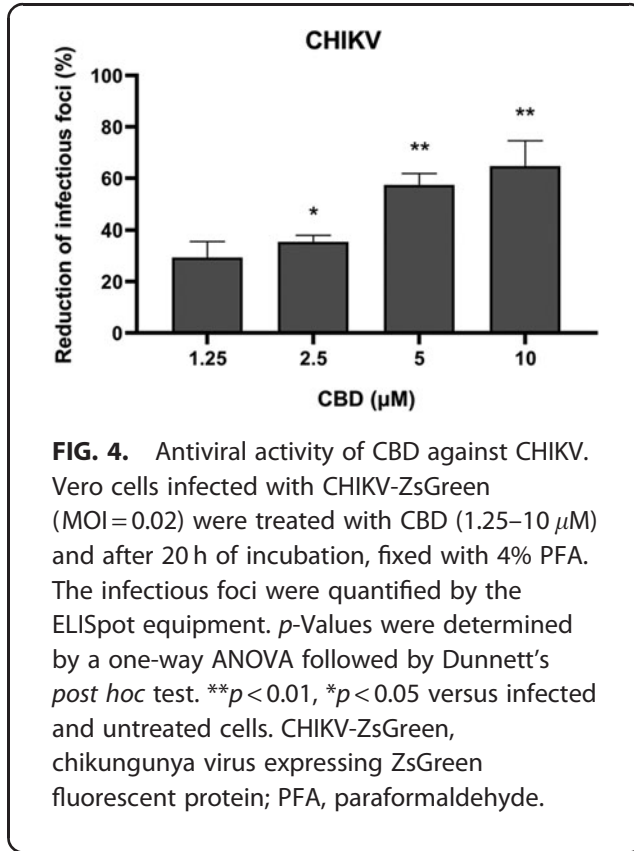 CHIKV
Reduction of infectious foci (%)
100
80
60
40
20
0
*
**
**
1.25 2.5 5 10
CBD (μM)
FIG. 4. Antiviral activity of CBD against CHIKV.
Vero cells infected with CHIKV-ZsGreen
(MOI = 0.02) were treated with CBD (1.25–10 μM)
and after 20 h of incubation, fixed with 4% PFA.
The infectious foci were quantified by the
ELISpot equipment. p-Values were determined
by a one-way ANOVA followed by Dunnett's
post hoc test. **p < 0.01, *p < 0.05 versus infected
and untreated cells. CHIKV-ZsGreen,
chikungunya virus expressing ZsGreen
fluorescent protein; PFA, paraformaldehyde.